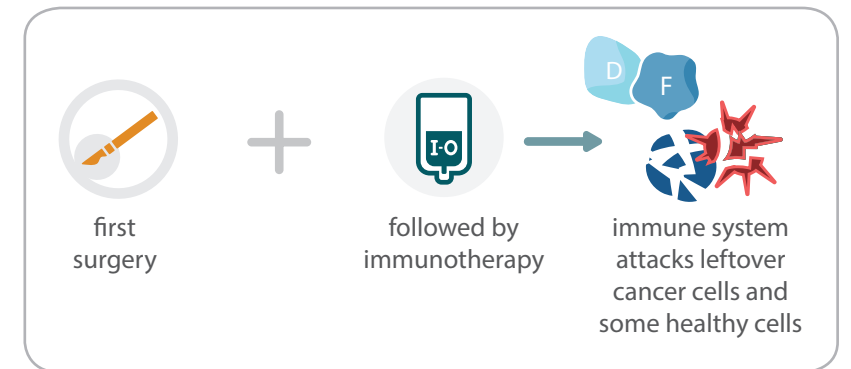 D
F
I-O
first
surgery
followed by
immunotherapy
immune system
attacks leftover
cancer cells and
some healthy cells